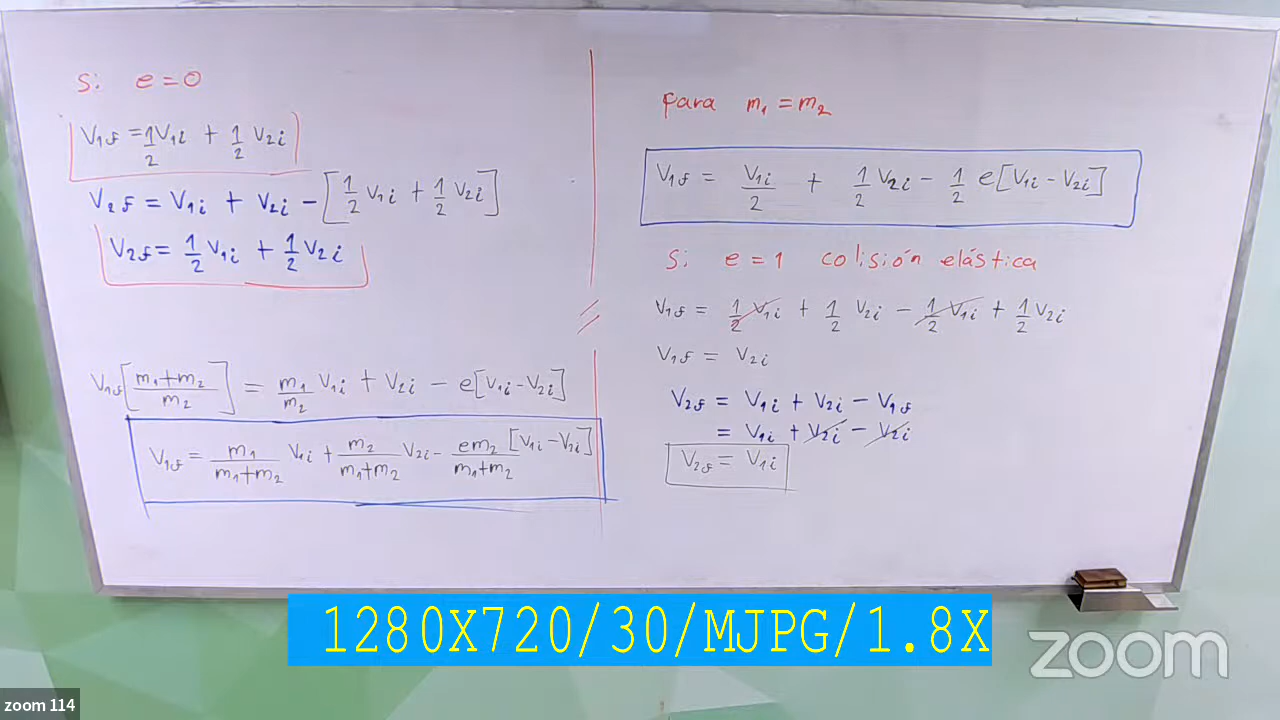 Si e=0
V1f = 1/2 V1i + 1/2 V2i
V2f = V1i + V2i - [1/2 V1i + 1/2 V2i]
V2f = 1/2 V1i + 1/2 V2i
V1f [m1+m2/m2] = m1/m2 V1i + V2i - e[V1i - V2i]
V1f = m1/m1+m2 V1i + m2/m1+m2 V2i - em2/m1+m2 [V1i - V2i]
para m1 = m2
V1f = V1i/2 + 1/2 V2i - 1/2 e[V1i - V2i]
Si e = 1 colisión elástica
V1f = 1/2 V1i + 1/2 V2i - 1/2 V1i + 1/2 V2i
V1f = V2i
V2f = V1i + V2i - V1f
= V1i + V2i - V2i
V2f = V1i
1280X720/30/MJPG/1.8X
zoom
zoom 114